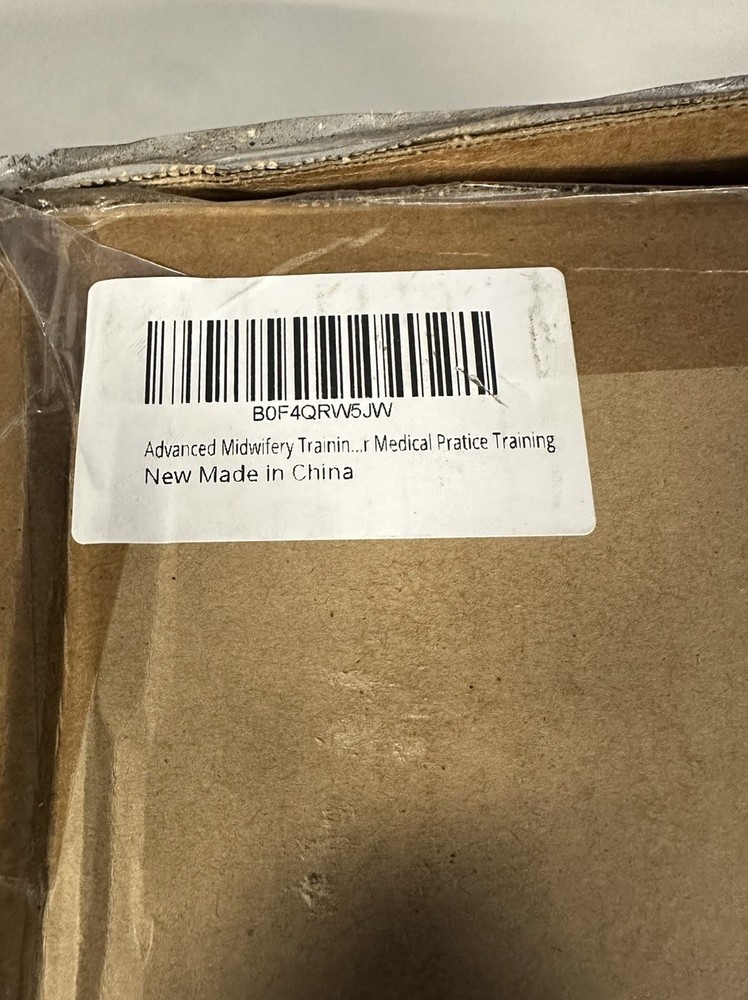 B0F4QRW5JW
Advanced Midwifery Trainin...r Medical Pratice Training
New Made in China